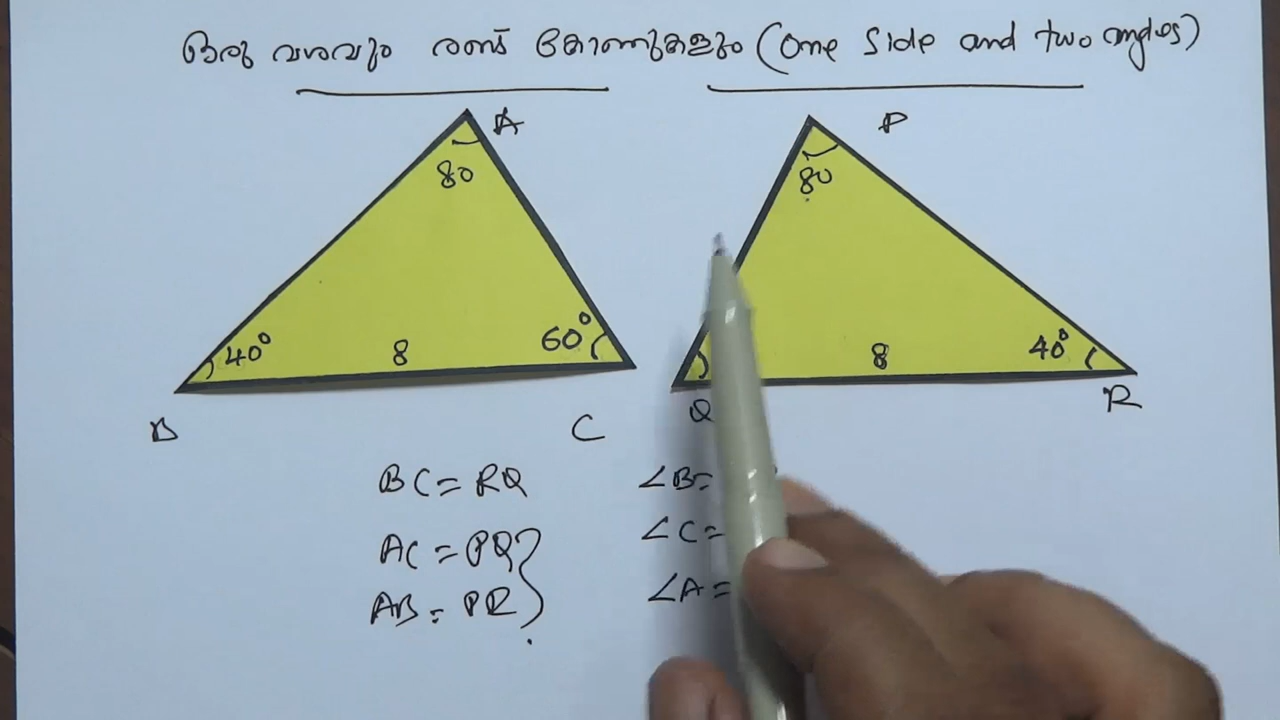 ഒരു വശവും രണ്ട് കോണുകളും (One Side and two angles)
A
P
80
80
40°
8
60°
8
40°
B
C
Q
R
BC = RQ
∠B=
AC = PQ
∠C=
AB = PR
∠A=